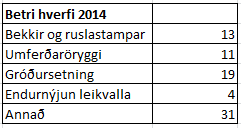 Betri hverfi 2014
Bekkir og ruslastampar 13
Umferðaröryggi 11
Gróðursetning 19
Endurnýjun leikvalla 4
Annað 31